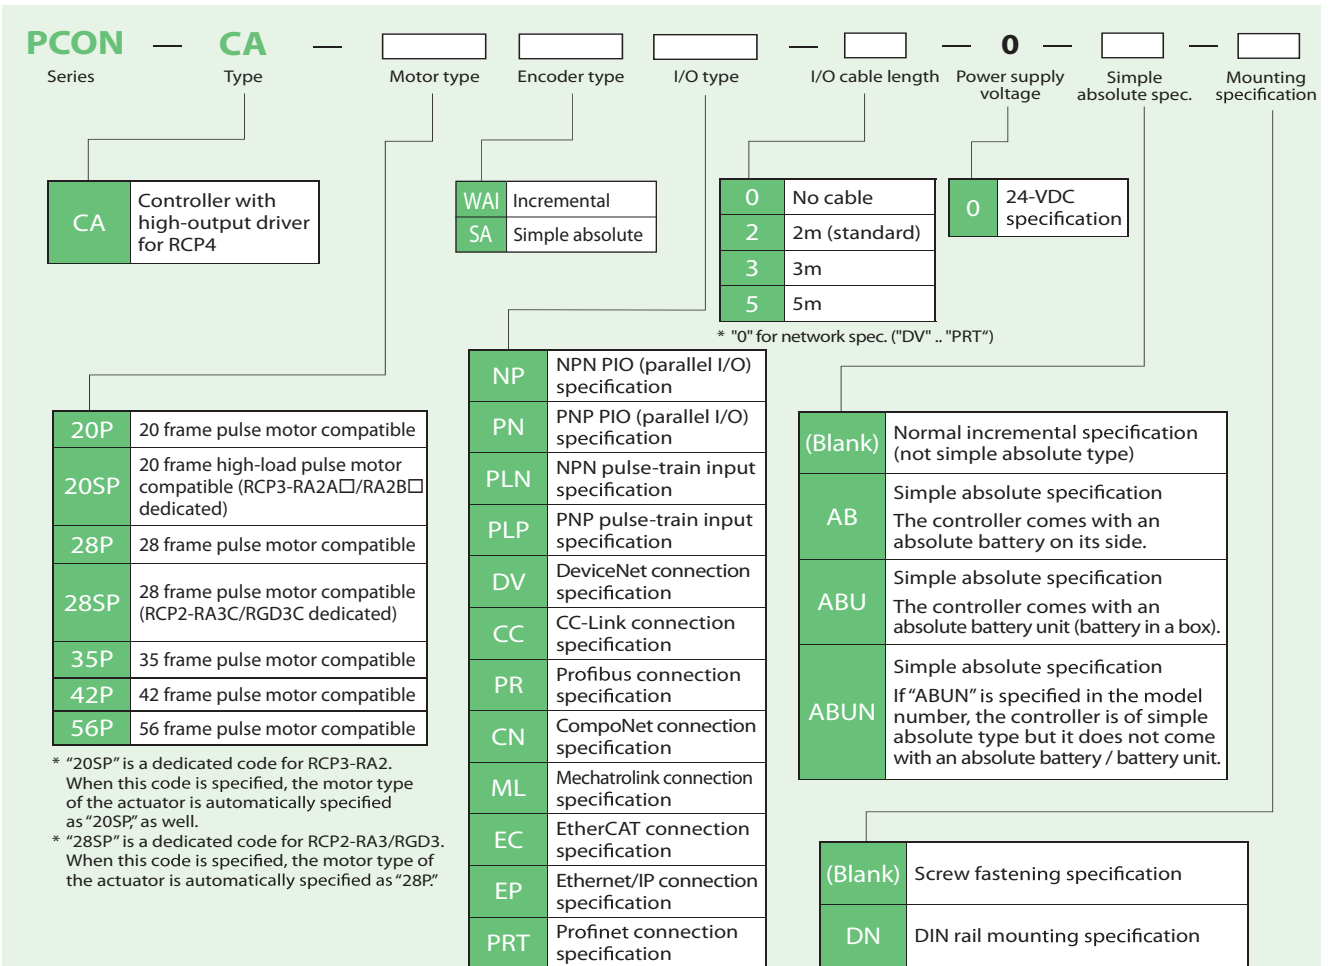 PCON — CA — — — 0 — —
Series Type Motor type Encoder type I/O type I/O cable length Power supply voltage Simple absolute spec. Mounting specification
CA
Controller with
high-output driver
for RCP4
WAI Incremental
SA Simple absolute
0 No cable
2 2m (standard)
3 3m
5 5m
* "0" for network spec. ("DV" .. "PRT“)
0
24-VDC
specification
20P 20 frame pulse motor compatible
20SP
20 frame high-load pulse motor
compatible (RCP3-RA2A□/RA2B□
dedicated)
28P 28 frame pulse motor compatible
28SP
28 frame pulse motor compatible
(RCP2-RA3C/RGD3C dedicated)
35P 35 frame pulse motor compatible
42P 42 frame pulse motor compatible
56P 56 frame pulse motor compatible
* “20SP” is a dedicated code for RCP3-RA2.
When this code is specified, the motor type
of the actuator is automatically specified
as “20SP,” as well.
* “28SP” is a dedicated code for RCP2-RA3/RGD3.
When this code is specified, the motor type of
the actuator is automatically specified as “28P.”
NP
NPN PIO (parallel I/O)
specification
PN
PNP PIO (parallel I/O)
specification
PLN
NPN pulse-train input
specification
PLP
PNP pulse-train input
specification
DV
DeviceNet connection
specification
CC
CC-Link connection
specification
PR
Profibus connection
specification
CN
CompoNet connection
specification
ML
Mechatrolink connection
specification
EC
EtherCAT connection
specification
EP
Ethernet/IP connection
specification
PRT
Profinet connection
specification
(Blank)
Normal incremental specification
(not simple absolute type)
AB
Simple absolute specification
The controller comes with an
absolute battery on its side.
ABU
Simple absolute specification
The controller comes with an
absolute battery unit (battery in a box).
ABUN
Simple absolute specification
If “ABUN” is specified in the model
number, the controller is of simple
absolute type but it does not come
with an absolute battery / battery unit.
(Blank) Screw fastening specification
DN DIN rail mounting specification